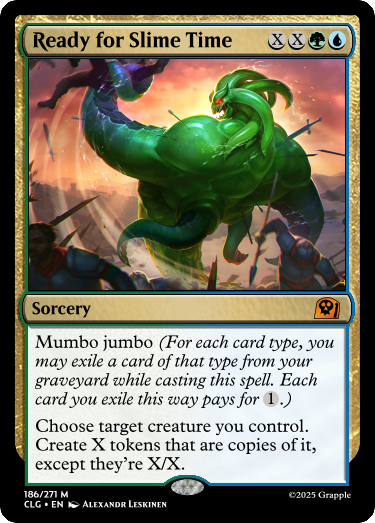 Ready for Slime Time XXGU
Sorcery
Mumbo jumbo (For each card type, you
may exile a card of that type from your
graveyard while casting this spell. Each
card you exile this way pays for 1.)
Choose target creature you control.
Create X tokens that are copies of it,
except they're X/X.
186/271 M
CLG • EN Alexandr Leskinen
©2025 Grapple